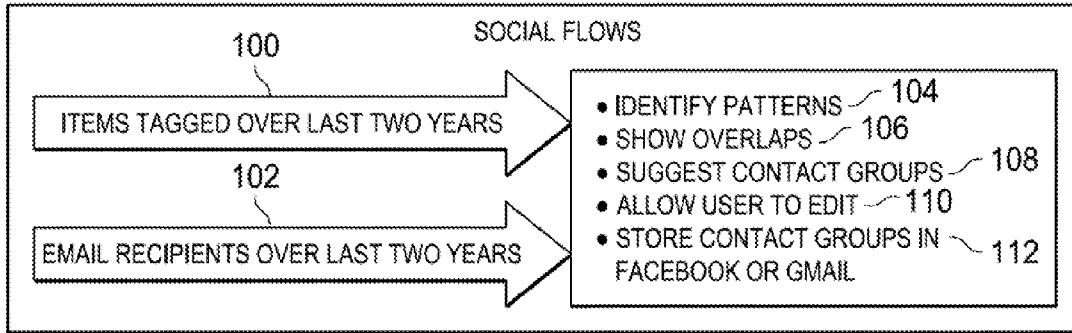 SOCIAL FLOWS
100
ITEMS TAGGED OVER LAST TWO YEARS
102
EMAIL RECIPIENTS OVER LAST TWO YEARS
• IDENTIFY PATTERNS 104
• SHOW OVERLAPS 106
• SUGGEST CONTACT GROUPS 108
• ALLOW USER TO EDIT 110
• STORE CONTACT GROUPS IN 112
FACEBOOK OR GMAIL